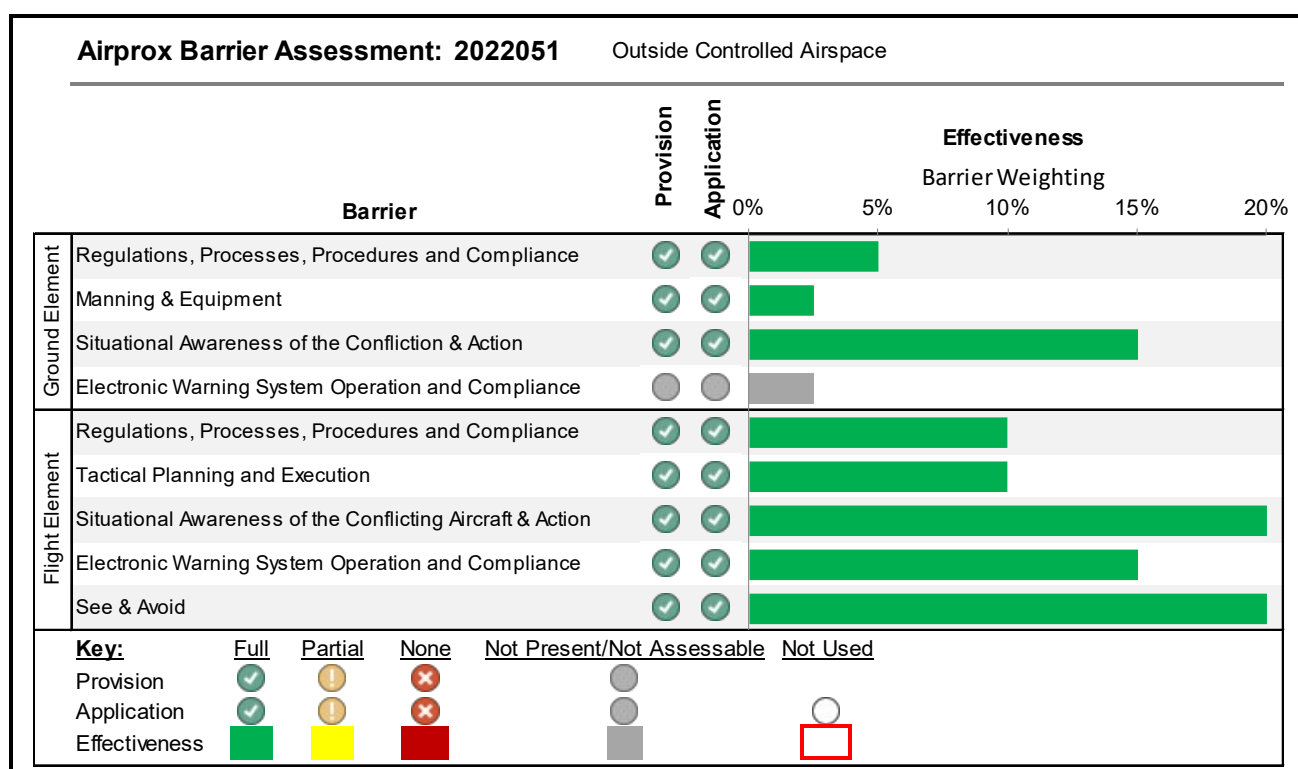 Airprox Barrier Assessment: 2022051 Outside Controlled Airspace
Provision
Application
Effectiveness
Barrier Weighting
Barrier
0% 5% 10% 15% 20%
Ground Element
Regulations, Processes, Procedures and Compliance
Manning & Equipment
Situational Awareness of the Confliction & Action
Electronic Warning System Operation and Compliance
Flight Element
Regulations, Processes, Procedures and Compliance
Tactical Planning and Execution
Situational Awareness of the Conflicting Aircraft & Action
Electronic Warning System Operation and Compliance
See & Avoid
Key: Full Partial None Not Present/Not Assessable Not Used
Provision
Application
Effectiveness